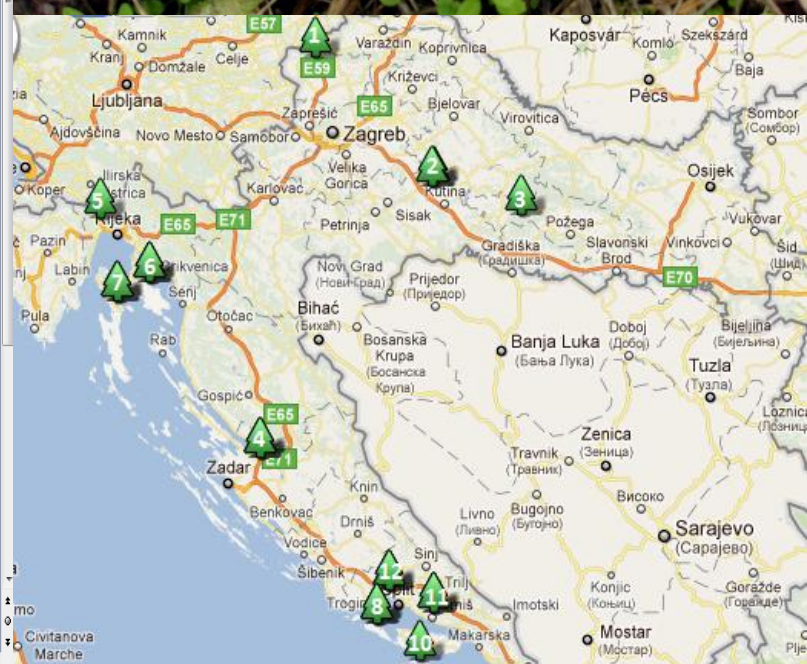 E57
Kamnik
Kranj
Domžale
Celje
1
E59
Varaždin
Koprivnica
Kaposvár
Komló
Szekszárd
Baja
Pécs
Križevci
Ljubljana
E65
Zaprešić
Bjelovar
Virovitica
Sombor
(Сомбор)
Ajdovščina
Novo Mesto
Samobor
Zagreb
Koper
Ilirska
Velika
Gorica
2
Kutina
3
Osijek
5
Rijeka
Karlovac
E65
E71
Petrinja
Sisak
Požega
Vukovar
Pazin
Labin
6
7
Senj
Gradiška
(Градишка)
Slavonski
Brod
Vinkovci
Šid
(Шид)
E70
Novi Grad
(Нови Град)
Prijedor
(Приједор)
Pula
Rab
Otočac
Bihać
(Бихаћ)
Bosanska
Krupa
(Босанска
Крупа)
Banja Luka
(Бања Лука)
Doboj
(Добој)
Bijeljina
(Бијељина)
Tuzla
(Тузла)
Gospić
E65
4
E71
Loznica
Zadar
Zenica
(Зеница)
Travnik
(Травник)
Benkovac
Knin
Drniš
Livno
(Ливно)
Bugojno
(Бугојно)
Високо
Sarajevo
(Сарајево)
Vodice
Šibenik
Sinj
12
Trilj
Split
8
11
Imotski
Konjic
(Коњиц)
Goražde
(Горажде)
10
Makarska
Mostar
(Мостар)
Civitanova
Marche